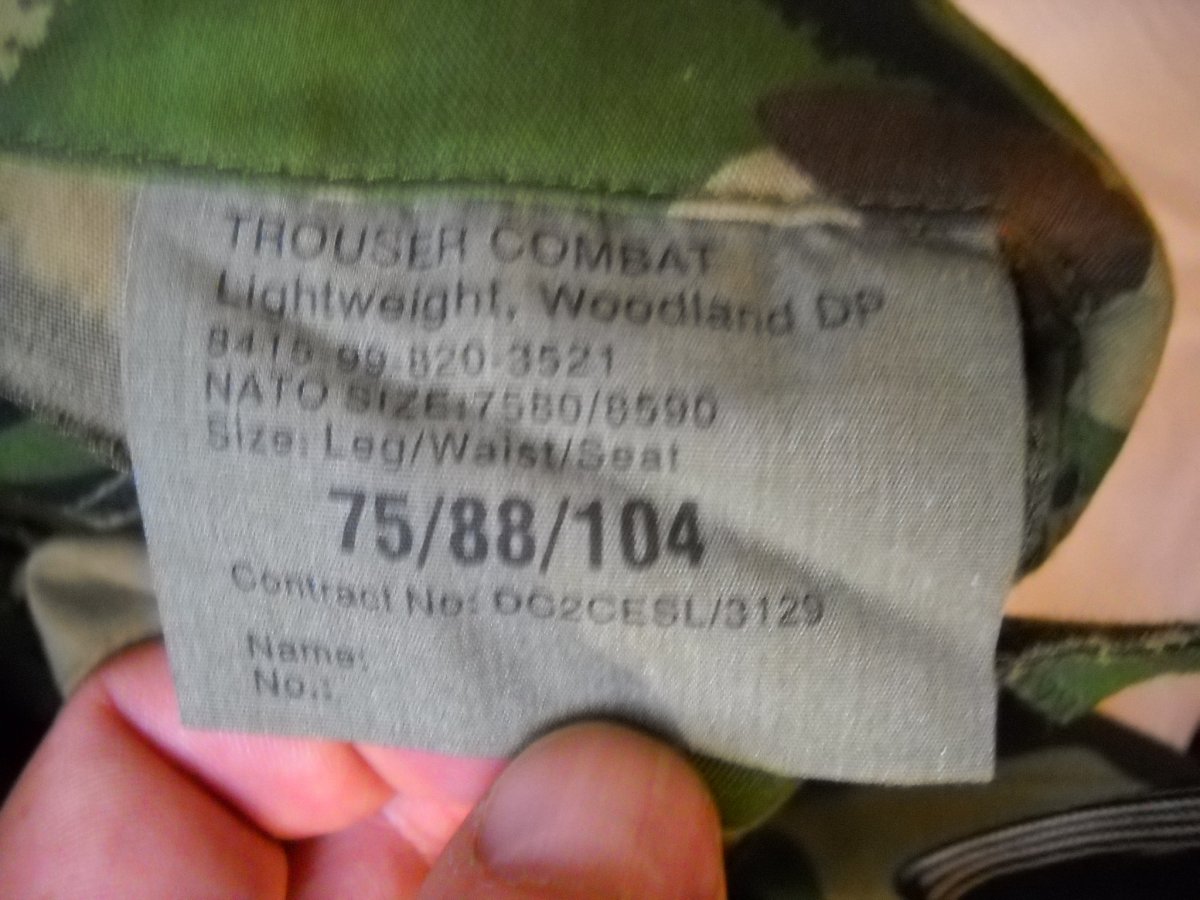 TROUSER COMBAT
Lightweight, Woodland DP
8415-99-820-3521
NATO SIZE:7580/8590
Size: Leg/Waist/Seat
75/88/104
Contract No: DC2CESL/3129
Name:
No.: